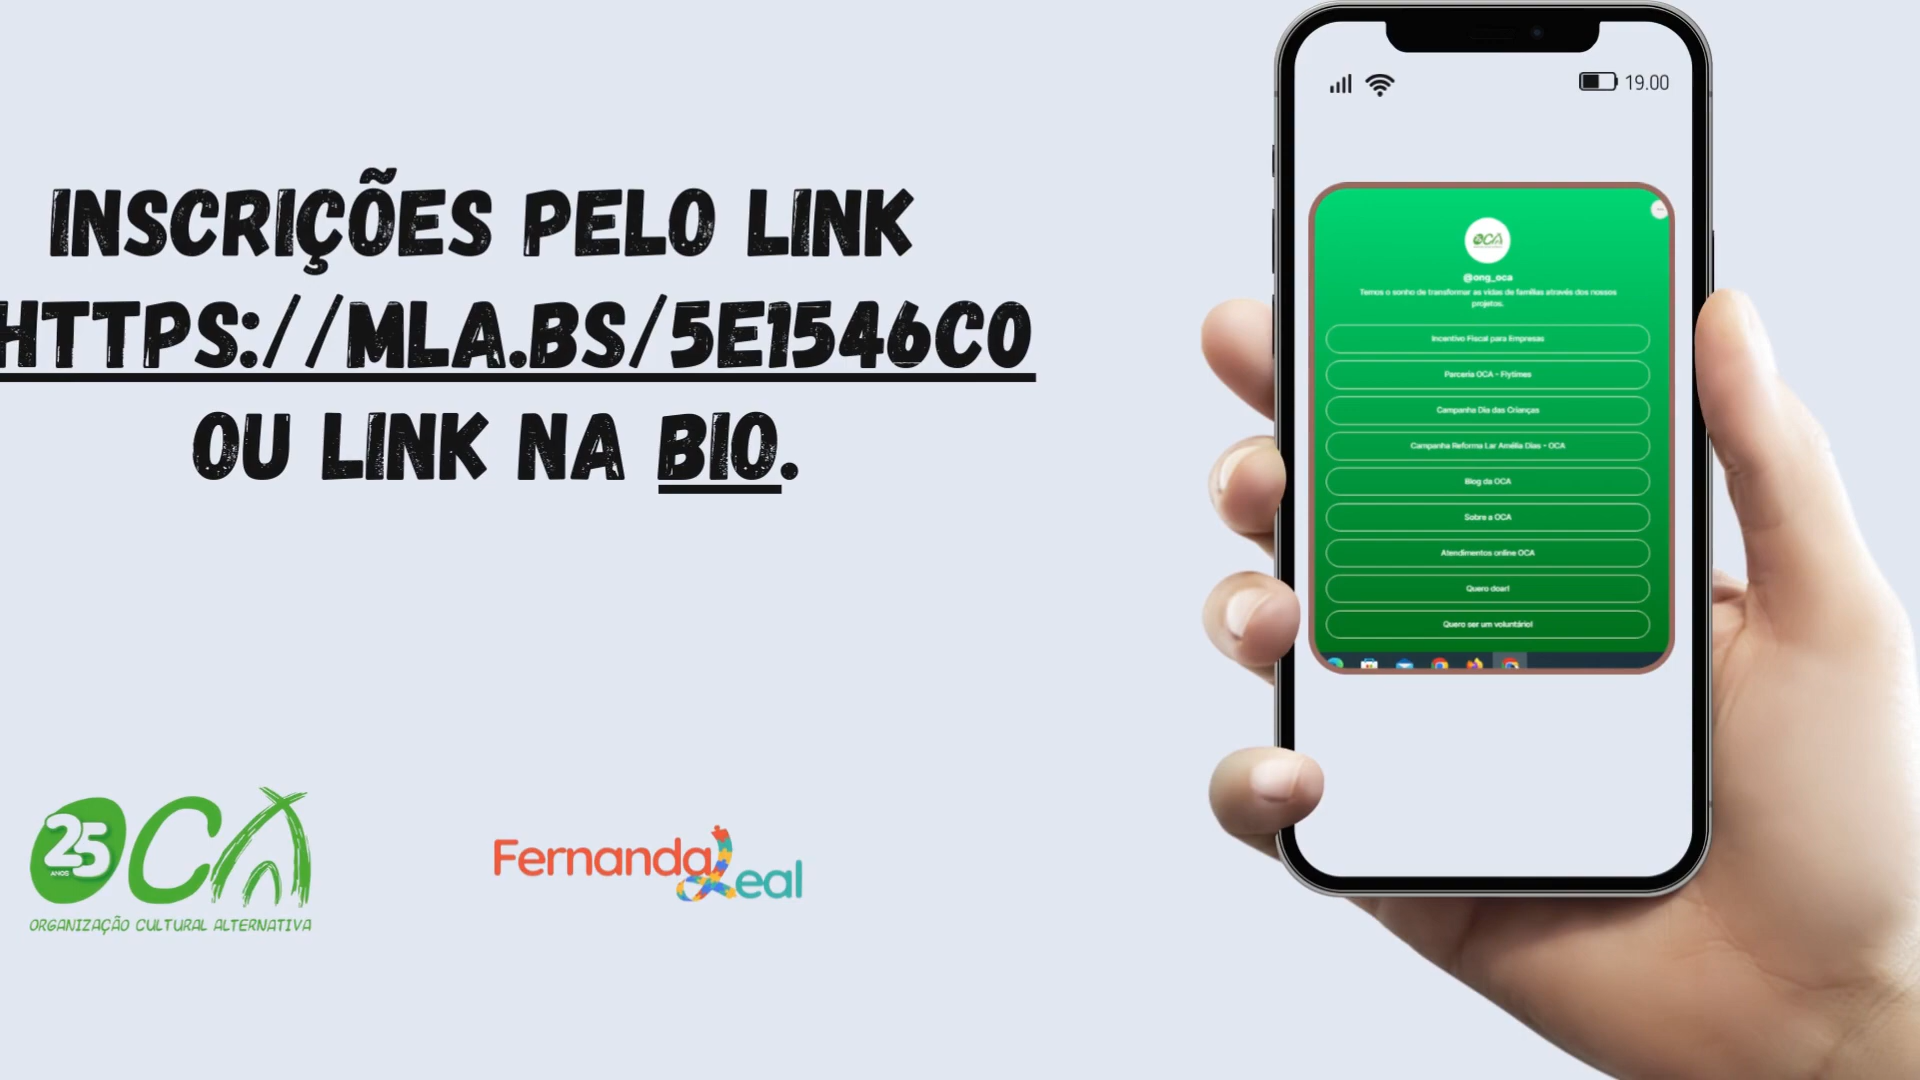 INSCRIÇÕES PELO LINK
HTTPS://MLA.BS/5E1546C0
OU LINK NA BIO.
25
ANOS
OCA
ORGANIZAÇÃO CULTURAL ALTERNATIVA
Fernanda Leal
19.00
OCA
@ong_oca
Temos o sonho de transformar as vidas de famílias através dos nossos
projetos.
Incentivo Fiscal para Empresas
Parceria OCA - Flytimes
Campanha Dia das Crianças
Campanha Reforma Lar Amélia Dias - OCA
Blog da OCA
Sobre a OCA
Atendimentos online OCA
Quero doar!
Quero ser um voluntário!